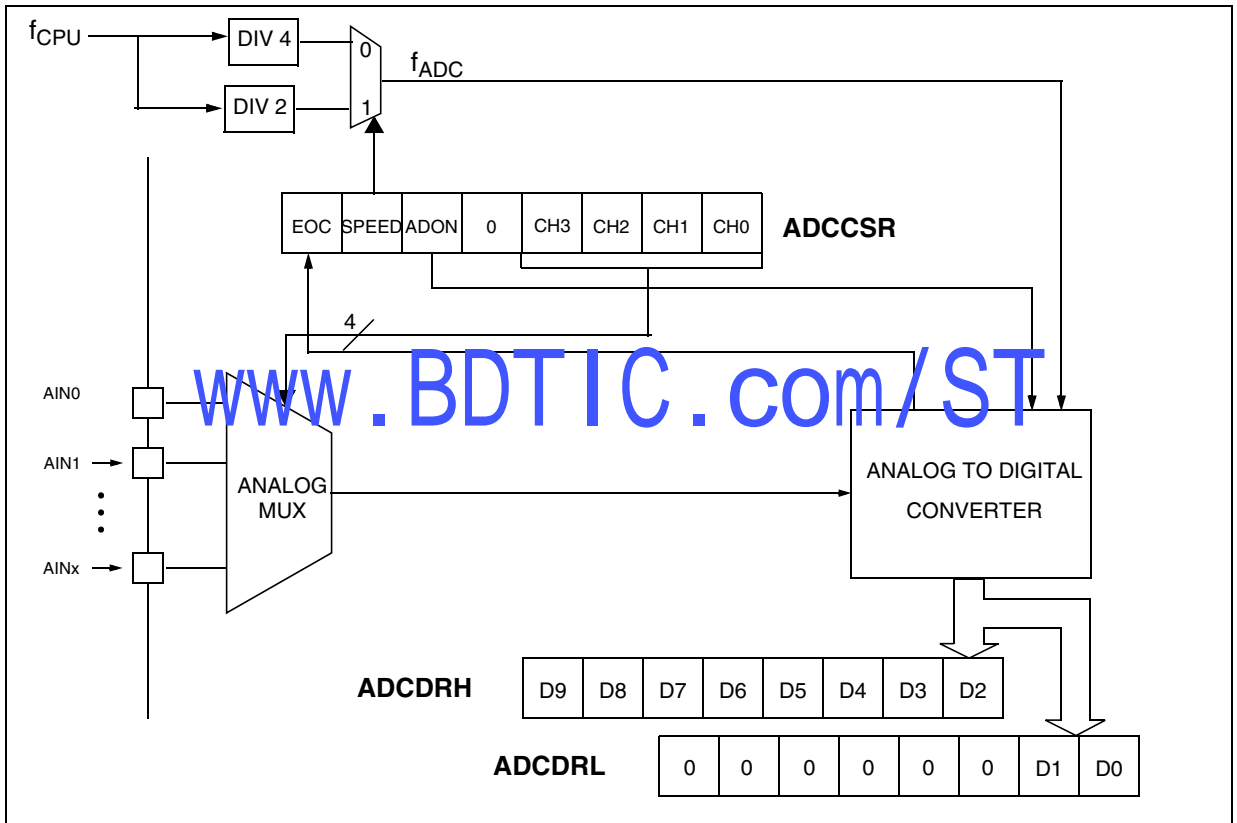 fCPU
DIV 4
0
fADC
DIV 2
1
EOC SPEED ADON 0 CH3 CH2 CH1 CH0 ADCCSR
4
www.BDTIC.com/ST
AIN0
AIN1
ANALOG
MUX
ANALOG TO DIGITAL
CONVERTER
AINx
ADCDRH D9 D8 D7 D6 D5 D4 D3 D2
ADCDRL 0 0 0 0 0 0 D1 D0